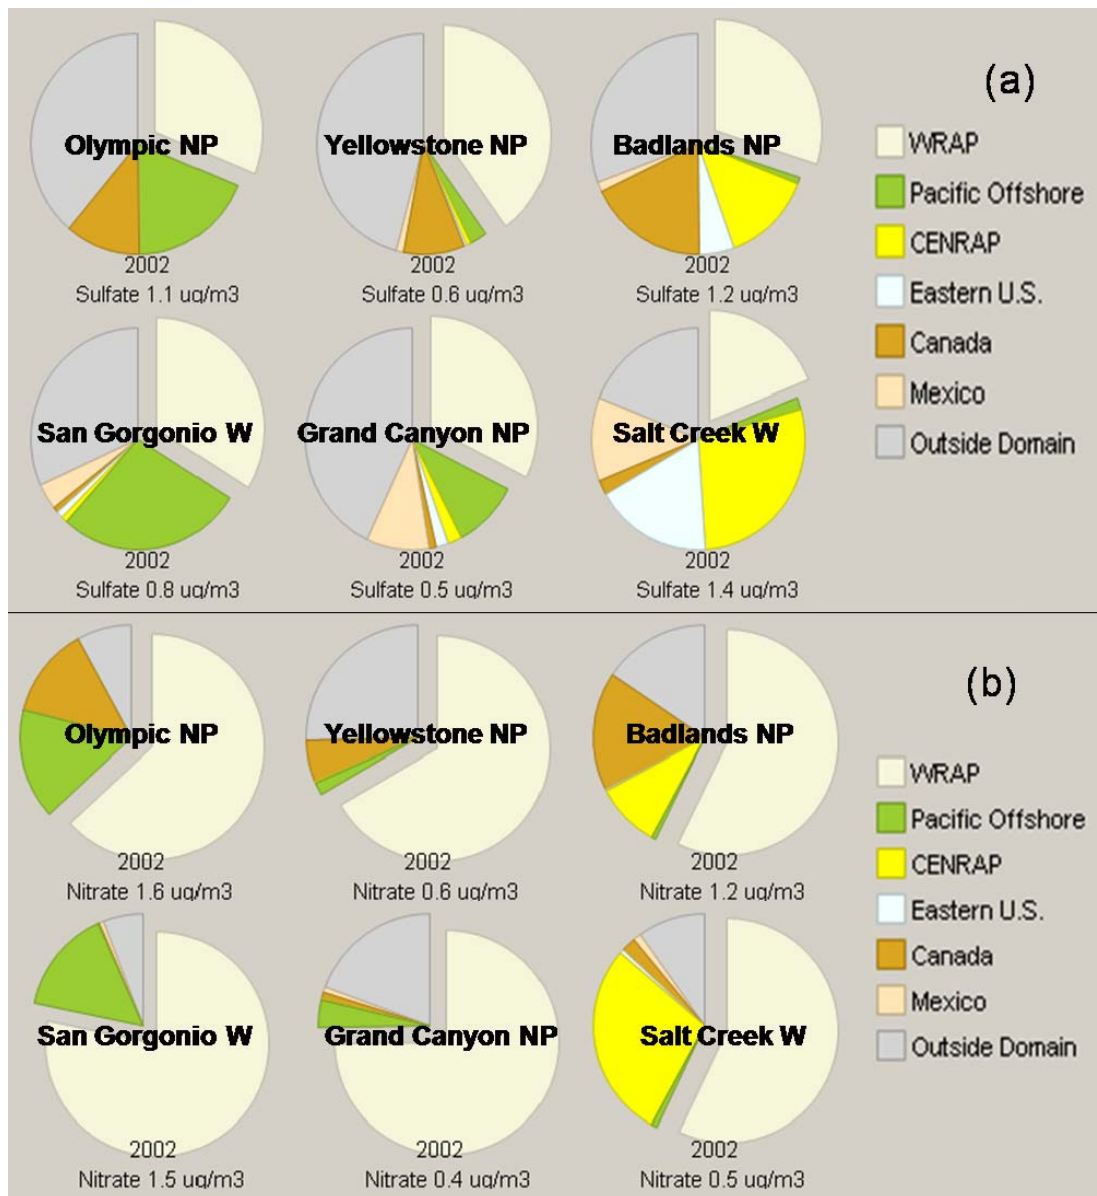 (a)
Olympic NP
Yellowstone NP
Badlands NP
2002
Sulfate 1.1 ug/m3
2002
Sulfate 0.6 ug/m3
2002
Sulfate 1.2 ug/m3
San Gorgonio W
Grand Canyon NP
Salt Creek W
2002
Sulfate 0.8 ug/m3
2002
Sulfate 0.5 ug/m3
2002
Sulfate 1.4 ug/m3
WRAP
Pacific Offshore
CENRAP
Eastern U.S.
Canada
Mexico
Outside Domain
(b)
Olympic NP
Yellowstone NP
Badlands NP
2002
Nitrate 1.6 ug/m3
2002
Nitrate 0.6 ug/m3
2002
Nitrate 1.2 ug/m3
San Gorgonio W
Grand Canyon NP
Salt Creek W
2002
Nitrate 1.5 ug/m3
2002
Nitrate 0.4 ug/m3
2002
Nitrate 0.5 ug/m3
WRAP
Pacific Offshore
CENRAP
Eastern U.S.
Canada
Mexico
Outside Domain